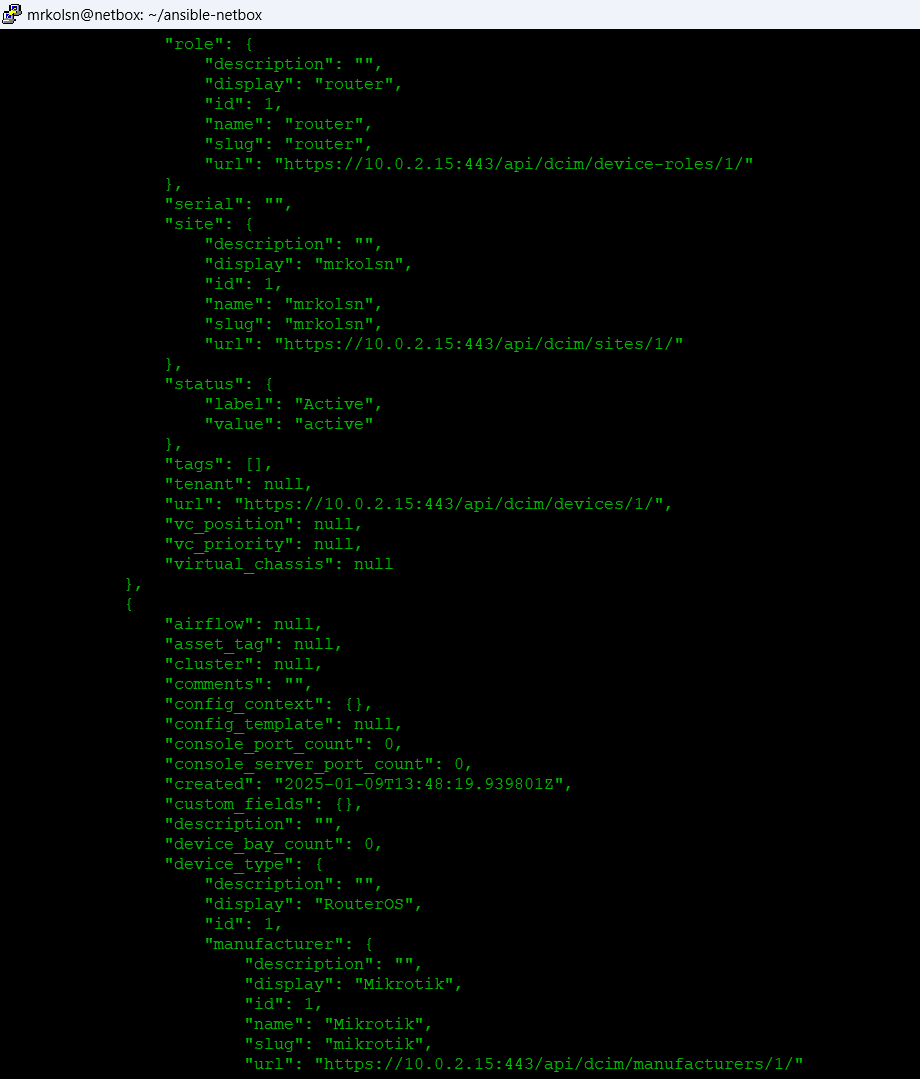 mrkolsn@netbox: ~/ansible-netbox
"role": {
"description": "",
"display": "router",
"id": 1,
"name": "router",
"slug": "router",
"url": "https://10.0.2.15:443/api/dcim/device-roles/1/"
},
"serial": "",
"site": {
"description": "",
"display": "mrkolsn",
"id": 1,
"name": "mrkolsn",
"slug": "mrkolsn",
"url": "https://10.0.2.15:443/api/dcim/sites/1/"
},
"status": {
"label": "Active",
"value": "active"
},
"tags": [],
"tenant": null,
"url": "https://10.0.2.15:443/api/dcim/devices/1/",
"vc_position": null,
"vc_priority": null,
"virtual_chassis": null
},
{
"airflow": null,
"asset_tag": null,
"cluster": null,
"comments": "",
"config_context": {},
"config_template": null,
"console_port_count": 0,
"console_server_port_count": 0,
"created": "2025-01-09T13:48:19.939801Z",
"custom_fields": {},
"description": "",
"device_bay_count": 0,
"device_type": {
"description": "",
"display": "RouterOS",
"id": 1,
"manufacturer": {
"description": "",
"display": "Mikrotik",
"id": 1,
"name": "Mikrotik",
"slug": "mikrotik",
"url": "https://10.0.2.15:443/api/dcim/manufacturers/1/"